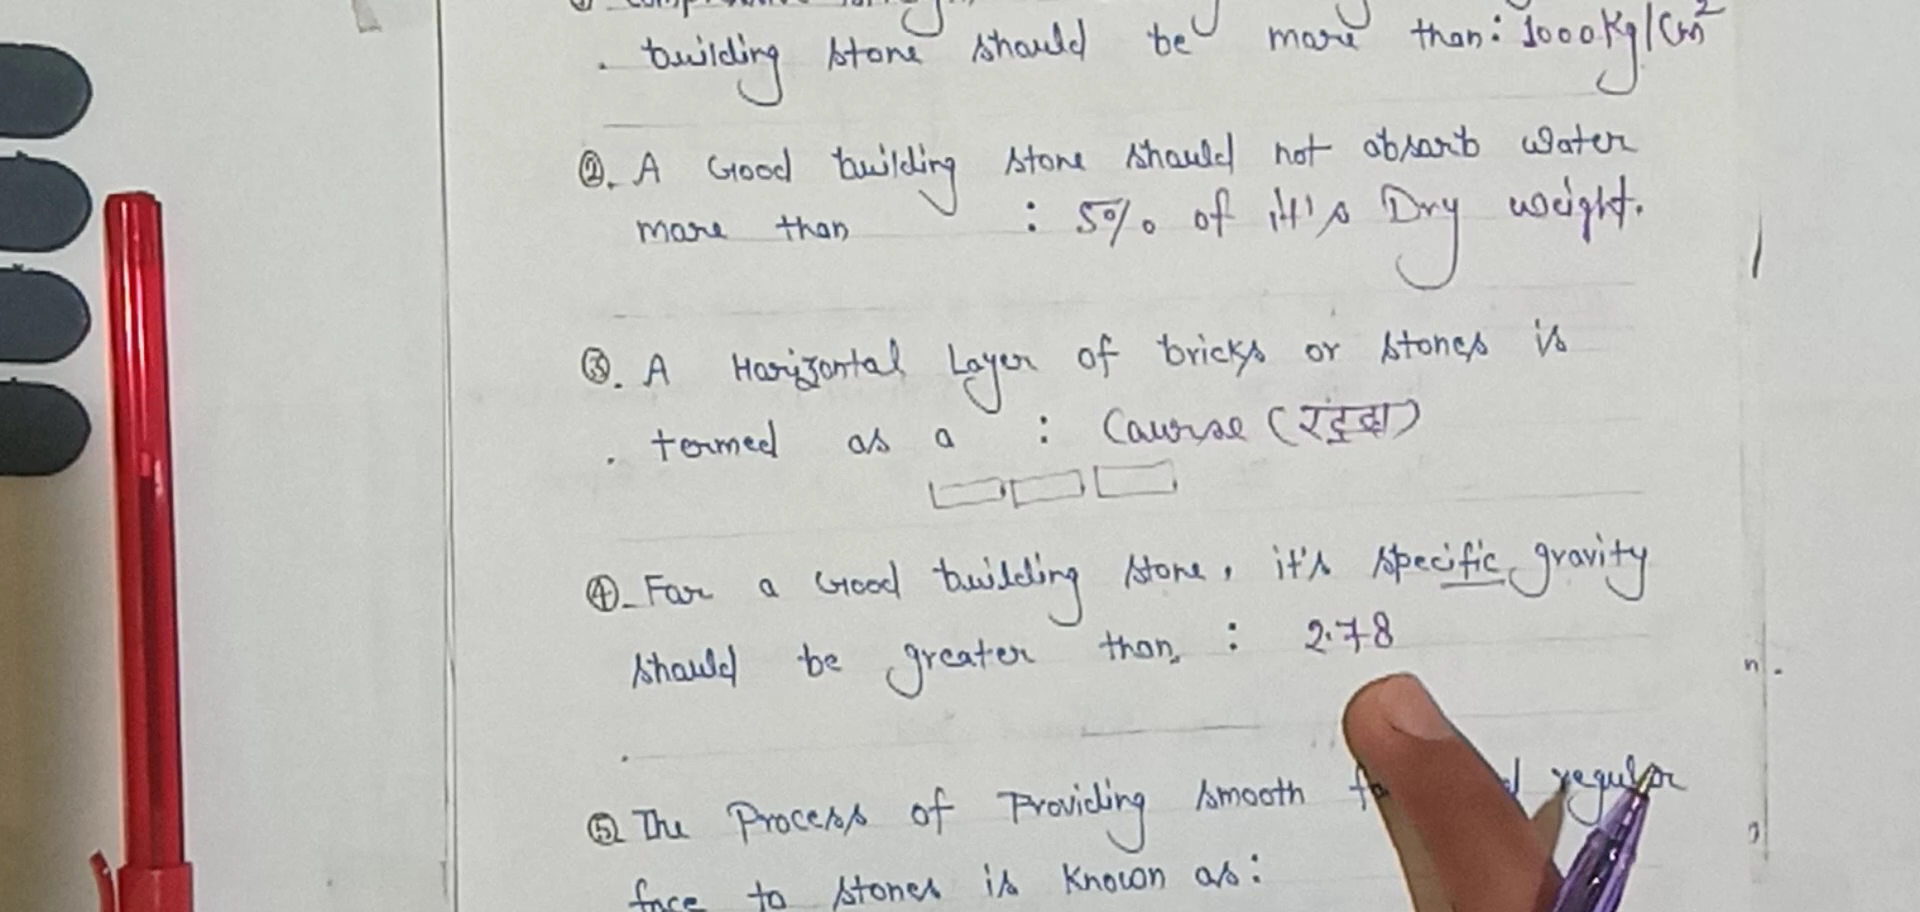 building stone should be more than: 1000Kg/Cm²
②. A Good building stone should not absorb water
more than : 5% of it's Dry weight.
③. A Horizontal Layer of bricks or stones is
termed as a : Course (रद्दा)
④. For a Good building stone, it's specific gravity
should be greater than : 2.78
⑤ The Process of Providing smooth regular
face to stones is known as: